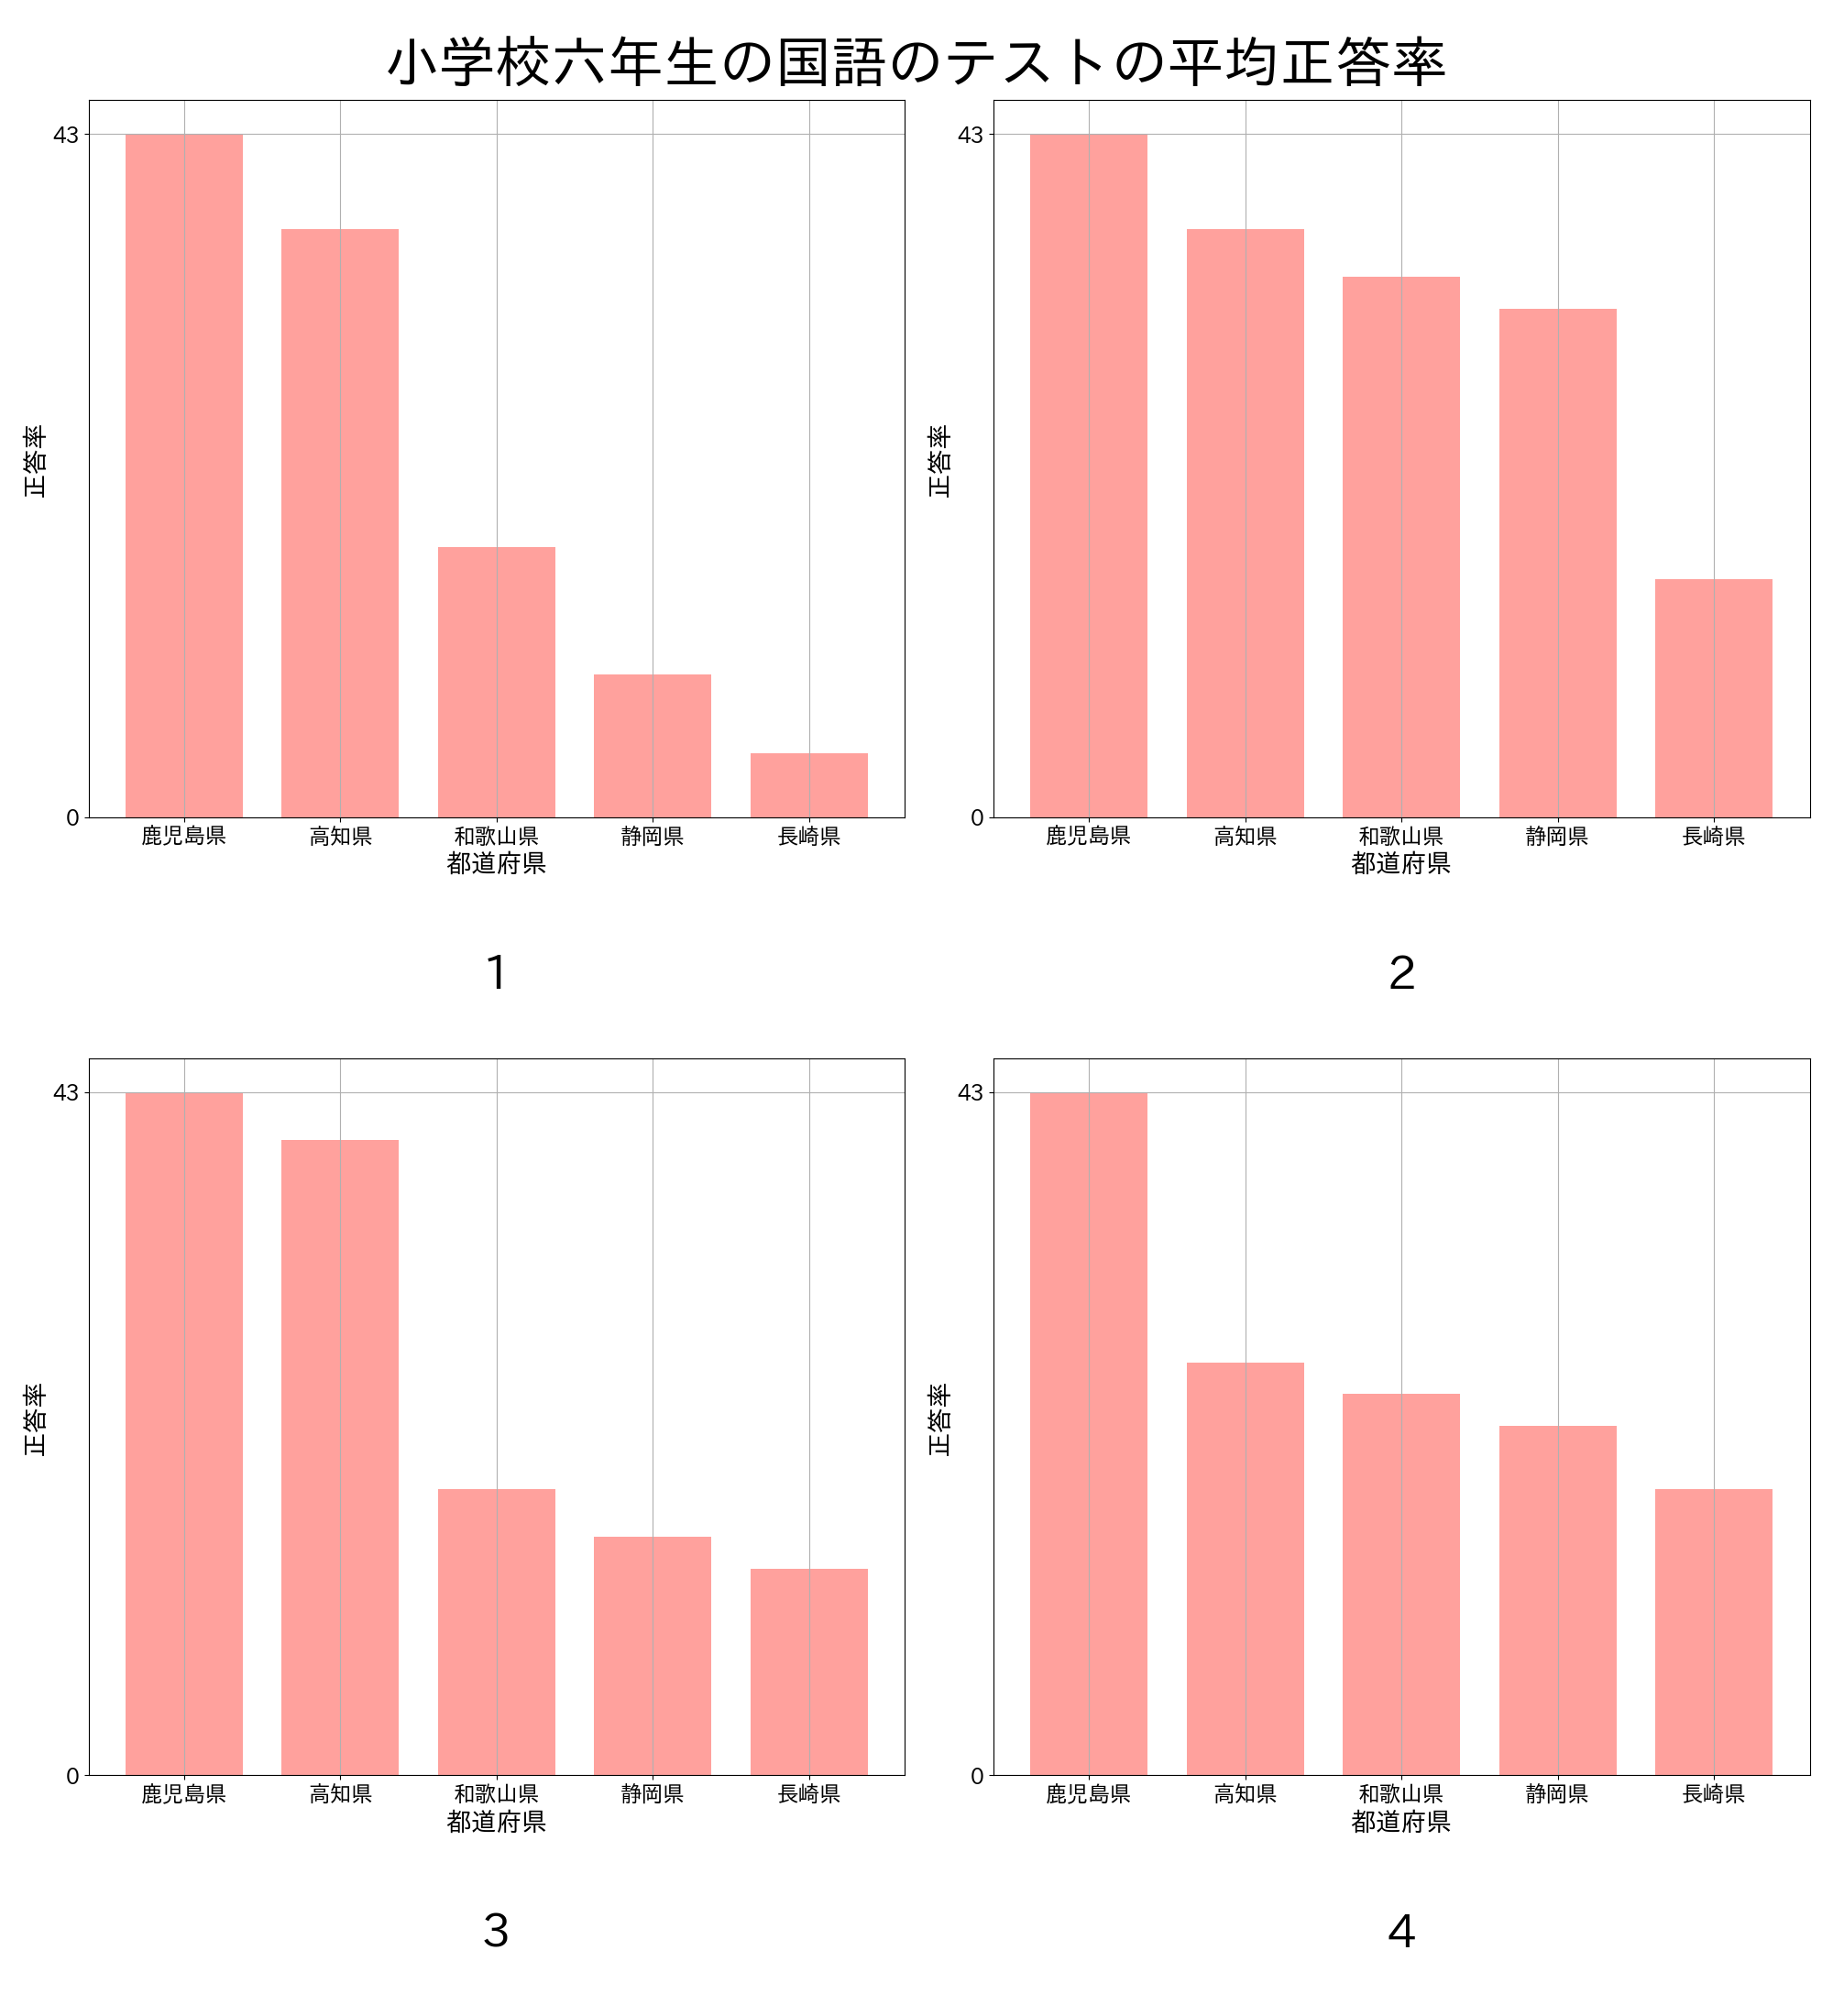 小学校六年生の国語のテストの平均正答率
43
0
正答率
鹿児島県 高知県 和歌山県 静岡県 長崎県
都道府県
1
43
0
正答率
鹿児島県 高知県 和歌山県 静岡県 長崎県
都道府県
2
43
0
正答率
鹿児島県 高知県 和歌山県 静岡県 長崎県
都道府県
3
43
0
正答率
鹿児島県 高知県 和歌山県 静岡県 長崎県
都道府県
4